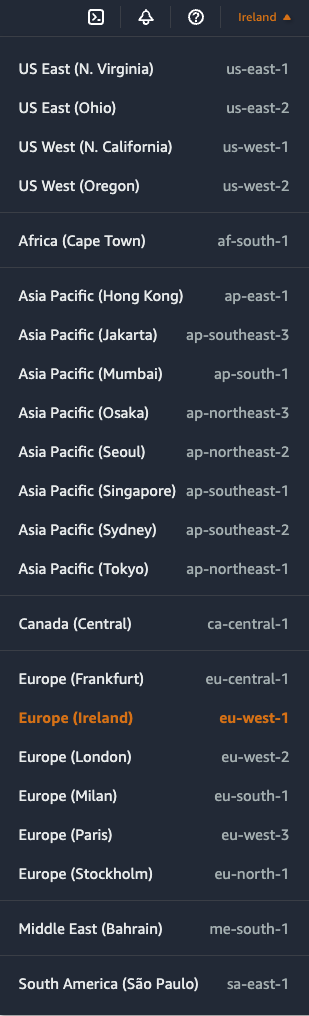 Ireland
US East (N. Virginia) us-east-1
US East (Ohio) us-east-2
US West (N. California) us-west-1
US West (Oregon) us-west-2
Africa (Cape Town) af-south-1
Asia Pacific (Hong Kong) ap-east-1
Asia Pacific (Jakarta) ap-southeast-3
Asia Pacific (Mumbai) ap-south-1
Asia Pacific (Osaka) ap-northeast-3
Asia Pacific (Seoul) ap-northeast-2
Asia Pacific (Singapore) ap-southeast-1
Asia Pacific (Sydney) ap-southeast-2
Asia Pacific (Tokyo) ap-northeast-1
Canada (Central) ca-central-1
Europe (Frankfurt) eu-central-1
Europe (Ireland) eu-west-1
Europe (London) eu-west-2
Europe (Milan) eu-south-1
Europe (Paris) eu-west-3
Europe (Stockholm) eu-north-1
Middle East (Bahrain) me-south-1
South America (São Paulo) sa-east-1